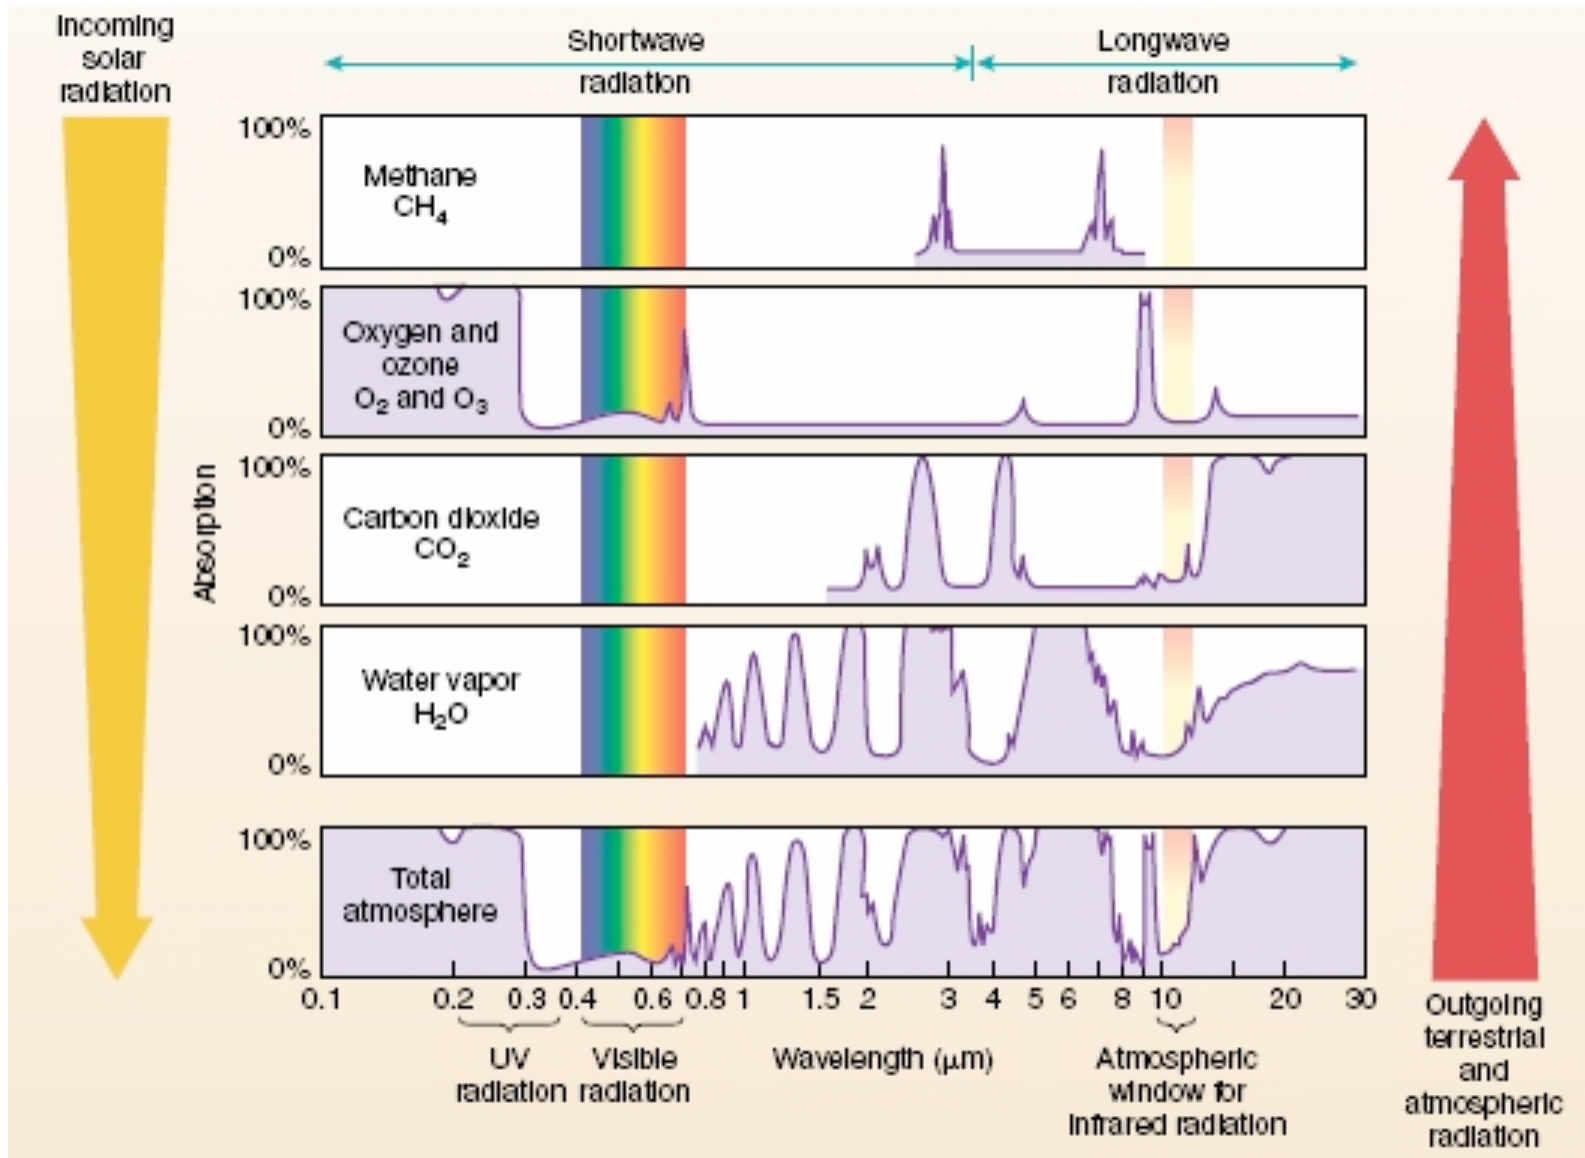 Incoming
solar
radiation
Shortwave
radiation
Longwave
radiation
Absorption
100%
Methane
CH₄
0%
100%
Oxygen and
ozone
O₂ and O₃
0%
100%
Carbon dioxide
CO₂
0%
100%
Water vapor
H₂O
0%
100%
Total
atmosphere
0%
0.1 0.2 0.3 0.4 0.6 0.8 1 1.5 2 3 4 5 6 8 10 20 30
UV
radiation
Visible
radiation
Wavelength (μm)
Atmospheric
window for
infrared radiation
Outgoing
terrestrial
and
atmospheric
radiation